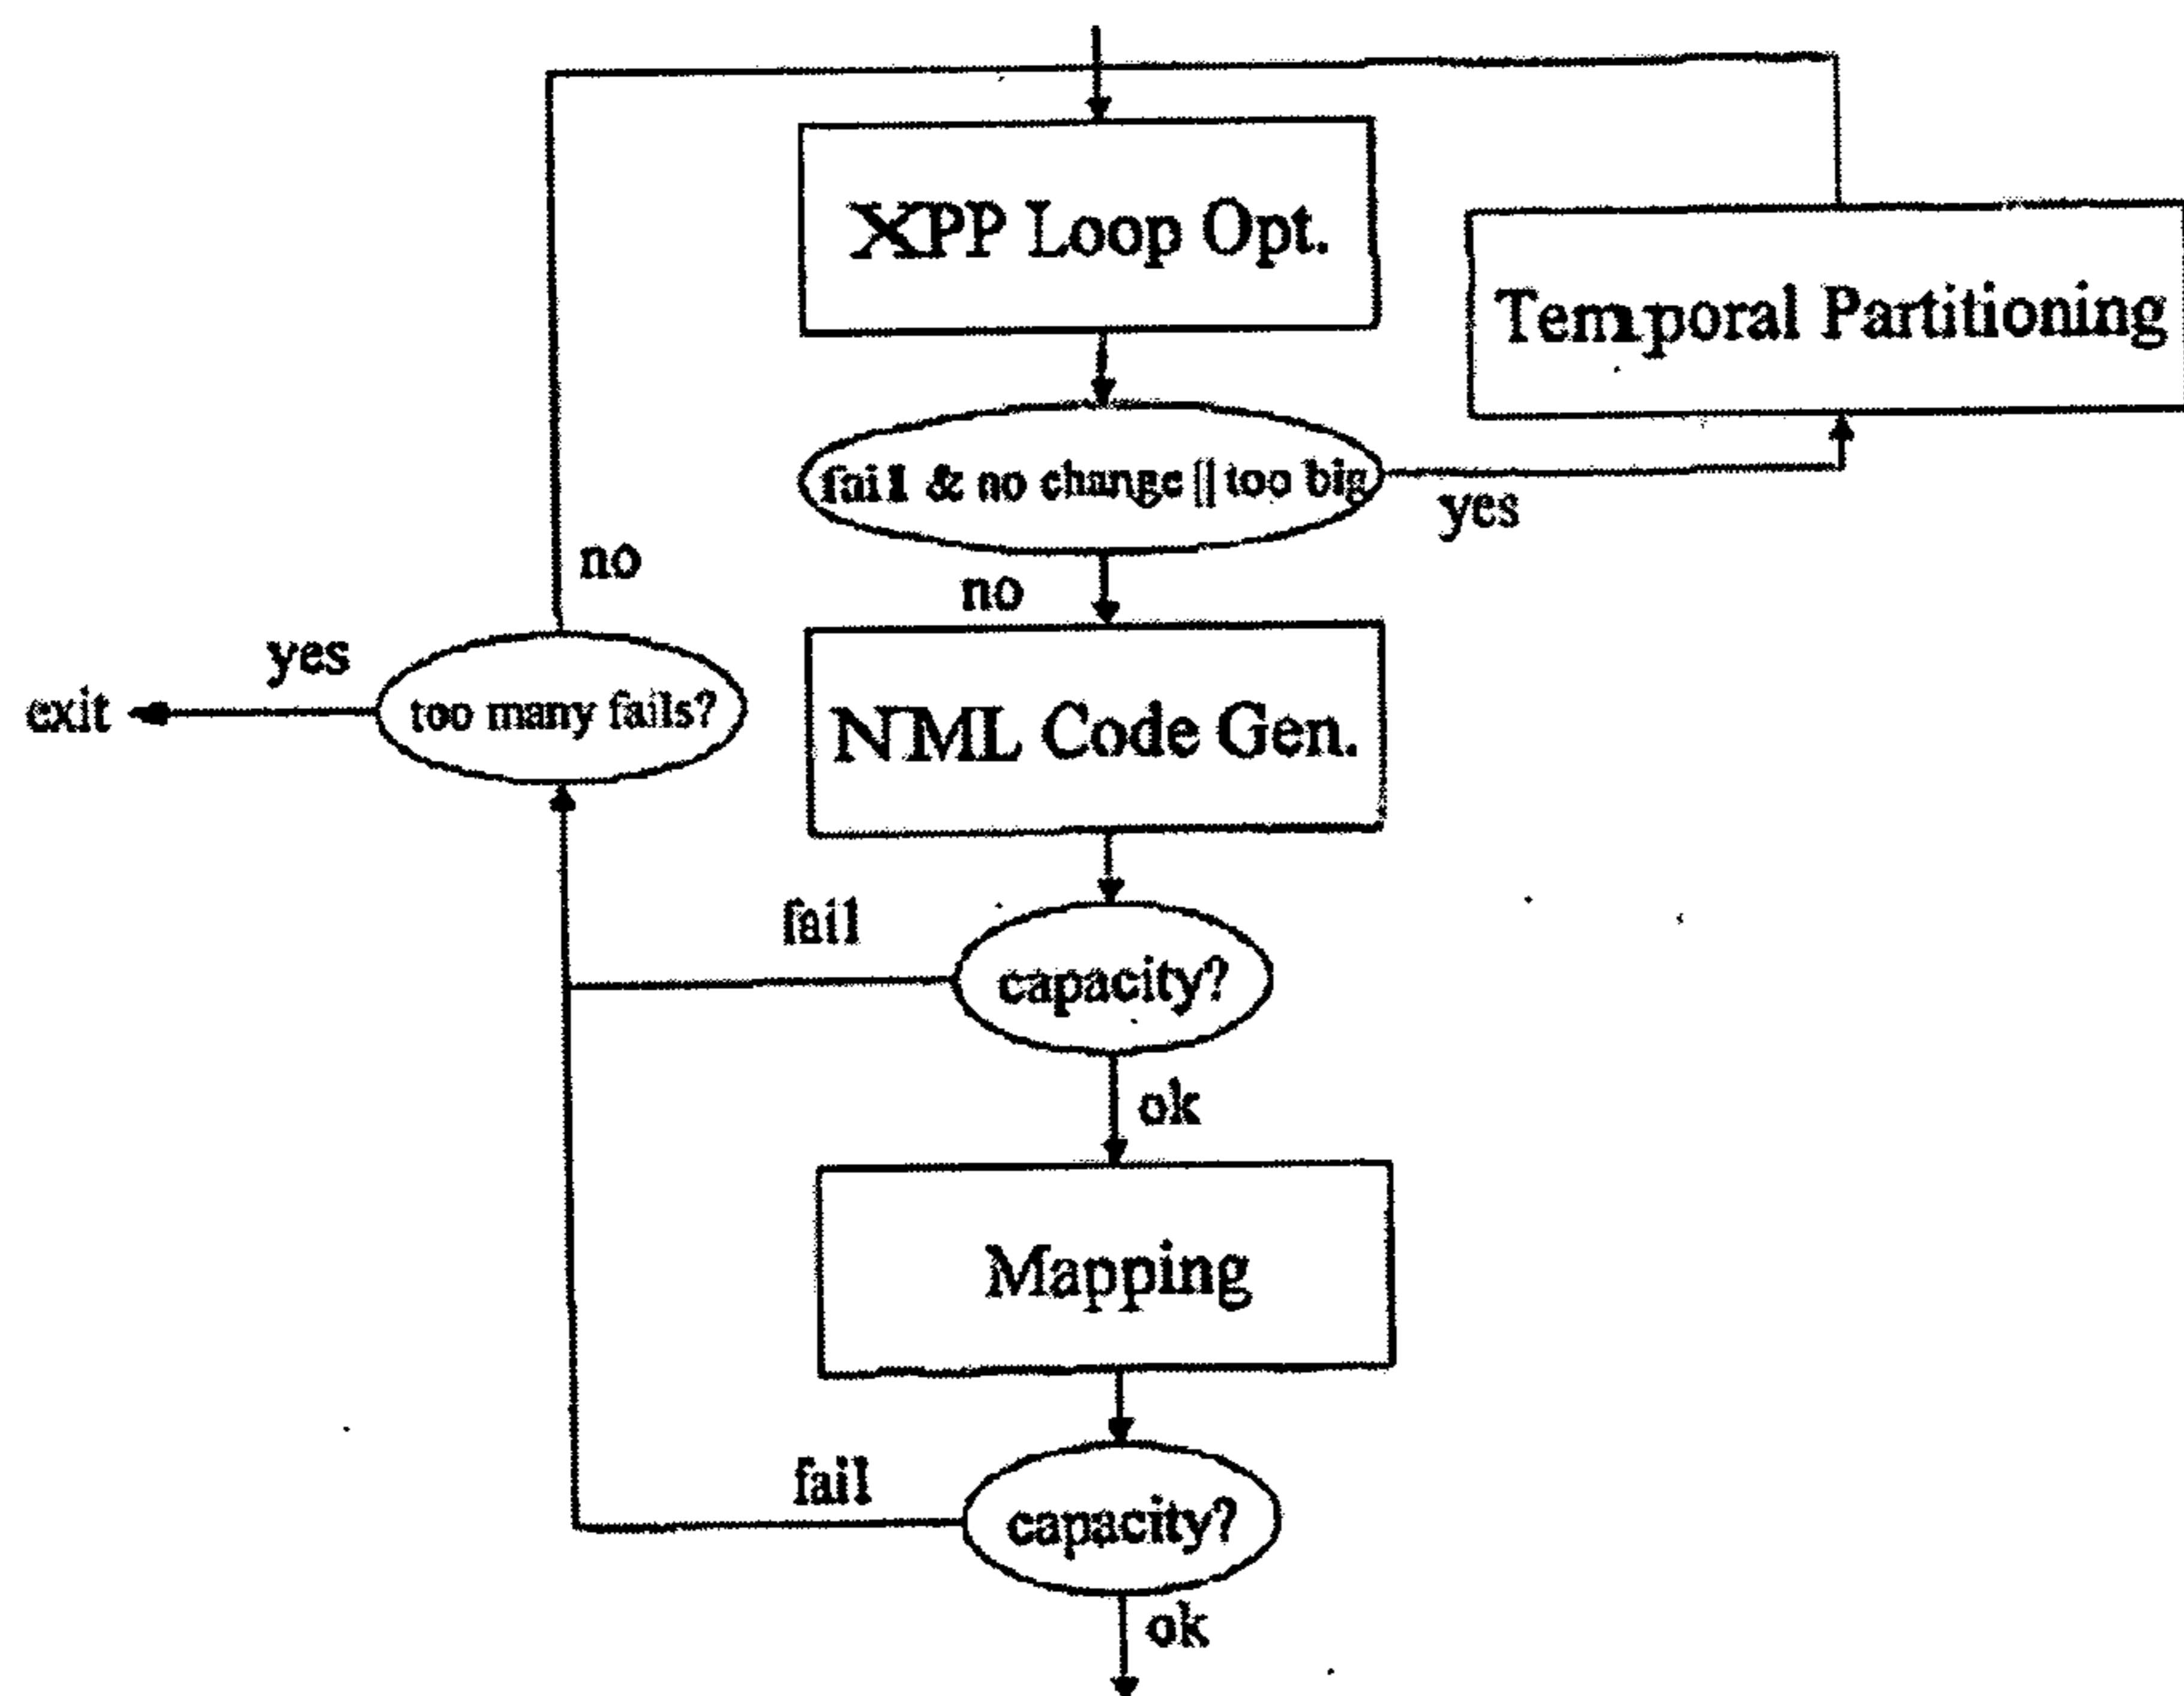 XPP Loop Opt.
Temporal Partitioning
fail & no change || too big
yes
no
no
yes
exit
too many fails?
NML Code Gen.
fail
capacity?
ok
Mapping
fail
capacity?
ok